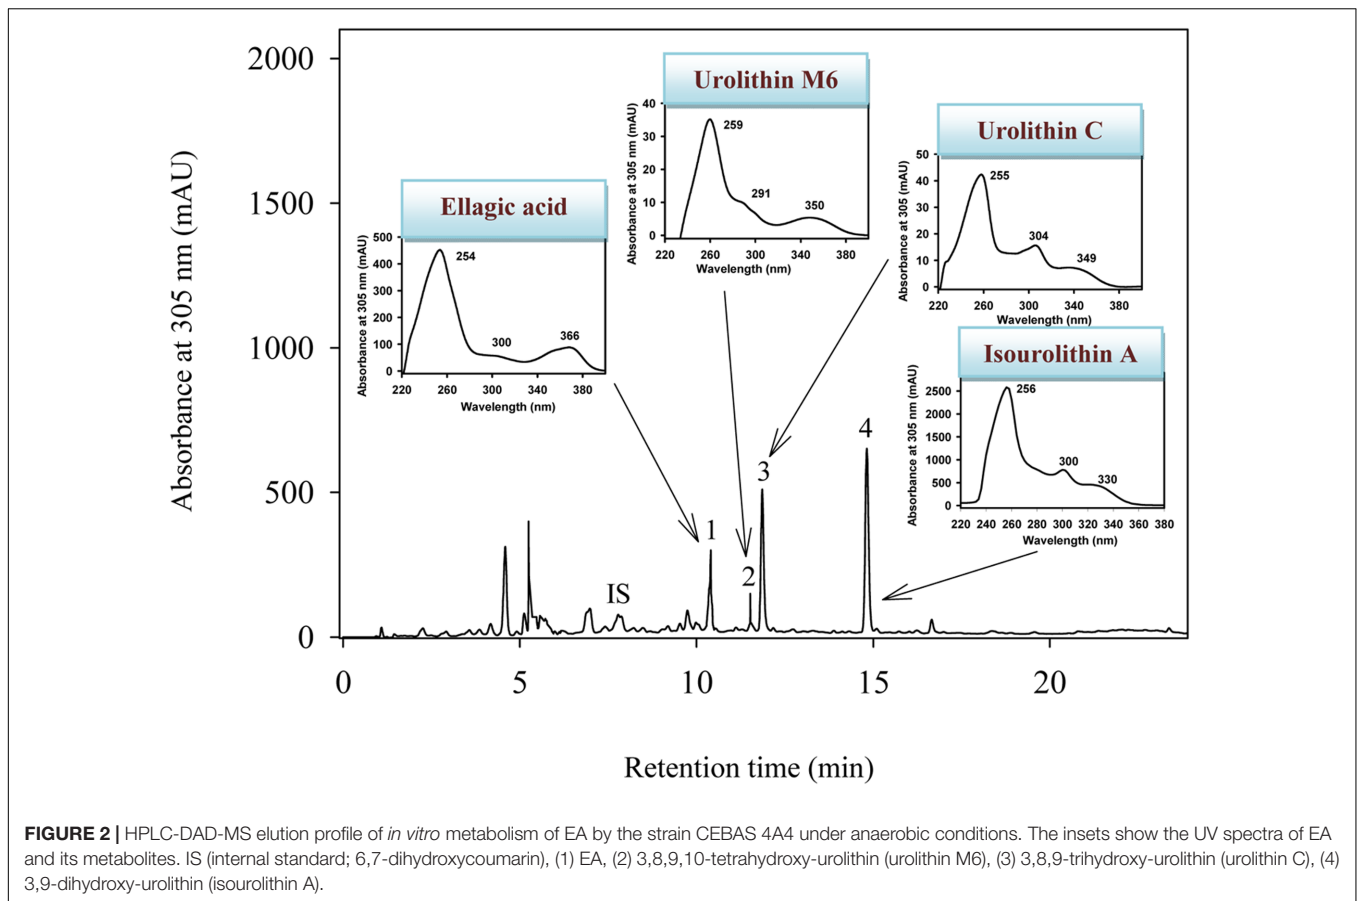 2000
1500
1000
500
0
Absorbance at 305 nm (mAU)
0 5 10 15 20
Retention time (min)
IS
1
2
3
4
Ellagic acid
500
400
300
200
100
0
Absorbance at 305 nm (mAU)
254
300
366
220 260 300 340 380
Wavelength (nm)
Urolithin M6
40
30
20
10
0
Absorbance at 305 nm (mAU)
259
291
350
220 260 300 340 380
Wavelength (nm)
Urolithin C
50
40
30
20
10
0
Absorbance at 305 (mAU)
255
304
349
220 260 300 340 380
Wavelength (nm)
Isourolithin A
2500
2000
1500
1000
500
0
Absorbance at 305 nm (mAU)
256
300
330
220 240 260 280 300 320 340 360 380
Wavelength (nm)
FIGURE 2 | HPLC-DAD-MS elution profile of in vitro metabolism of EA by the strain CEBAS 4A4 under anaerobic conditions. The insets show the UV spectra of EA
and its metabolites. IS (internal standard; 6,7-dihydroxycoumarin), (1) EA, (2) 3,8,9,10-tetrahydroxy-urolithin (urolithin M6), (3) 3,8,9-trihydroxy-urolithin (urolithin C), (4)
3,9-dihydroxy-urolithin (isourolithin A).